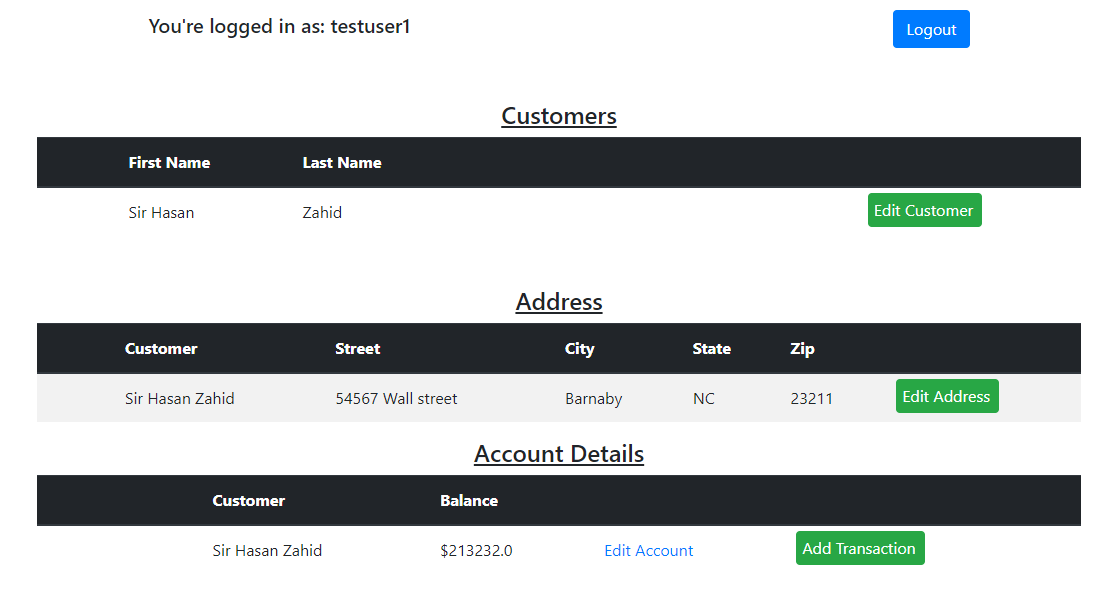 You're logged in as: testuser1 Logout
Customers
First Name Last Name
Sir Hasan Zahid Edit Customer
Address
Customer Street City State Zip
Sir Hasan Zahid 54567 Wall street Barnaby NC 23211 Edit Address
Account Details
Customer Balance
Sir Hasan Zahid $213232.0 Edit Account Add Transaction